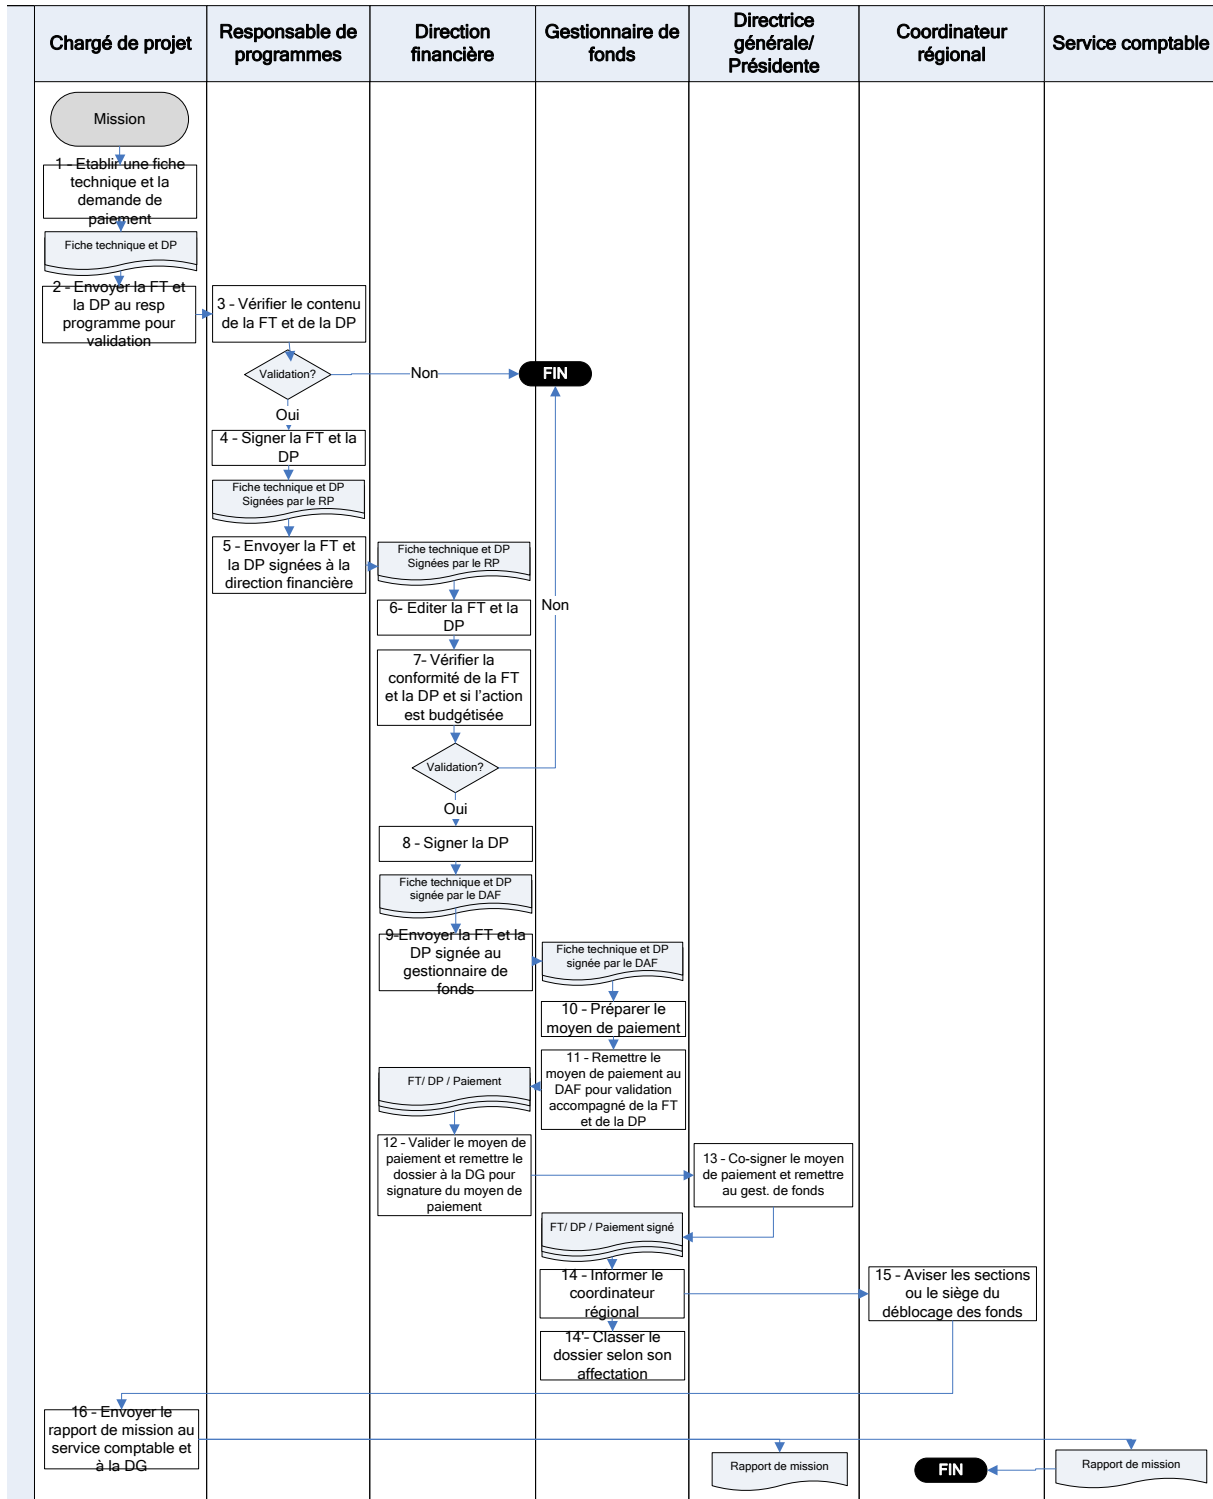 Chargé de projet
Responsable de
programmes
Direction
financière
Gestionnaire de
fonds
Directrice
générale/
Présidente
Coordinateur
régional
Service comptable
Mission
1 - Etablir une fiche
technique et la
demande de
paiement
Fiche technique et DP
2 - Envoyer la FT et
la DP au resp
programme pour
validation
3 - Vérifier le contenu
de la FT et de la DP
Validation?
Non
FIN
Oui
4 - Signer la FT et la
DP
Fiche technique et DP
Signées par le RP
5 - Envoyer la FT et
la DP signées à la
direction financière
Fiche technique et DP
Signées par le RP
6- Editer la FT et la
DP
Non
7- Vérifier la
conformité de la FT
et la DP et si l'action
est budgétisée
Validation?
Oui
8 - Signer la DP
Fiche technique et DP
signée par le DAF
9-Envoyer la FT et la
DP signée au
gestionnaire de
fonds
Fiche technique et DP
signée par le DAF
10 - Préparer le
moyen de paiement
11 - Remettre le
moyen de paiement au
DAF pour validation
accompagné de la FT
et de la DP
FT/ DP / Paiement
12 - Valider le moyen de
paiement et remettre le
dossier à la DG pour
signature du moyen de
paiement
13 - Co-signer le moyen
de paiement et remettre
au gest. de fonds
FT/ DP / Paiement signé
14 - Informer le
coordinateur
régional
15 - Aviser les sections
ou le siège du
déblocage des fonds
14'- Classer le
dossier selon son
affectation
16 - Envoyer le
rapport de mission au
service comptable et
à la DG
Rapport de mission
FIN
Rapport de mission